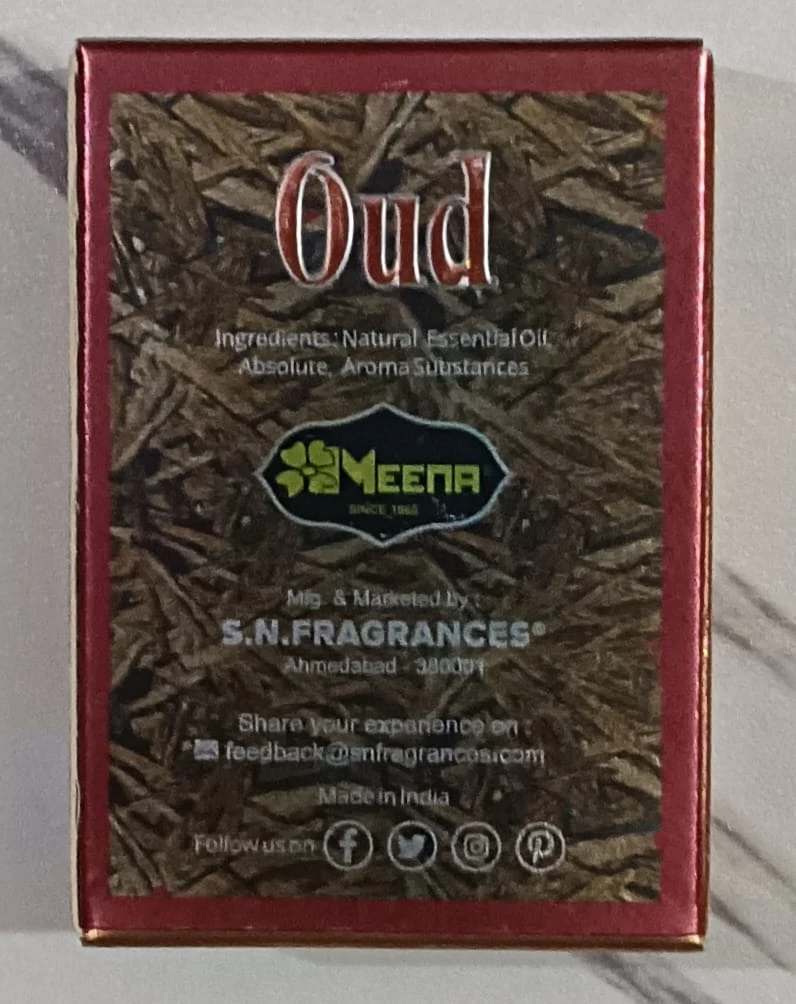 Oud
Ingredients: Natural Essential Oil,
Absolute, Aroma Substances
MEENA
SINCE
Mfg. & Marketed by :
S.N.FRAGRANCES®
Ahmedabad - 380001
Share your experience on :
feedback@snfragrances.com
Made in India
Follow us on